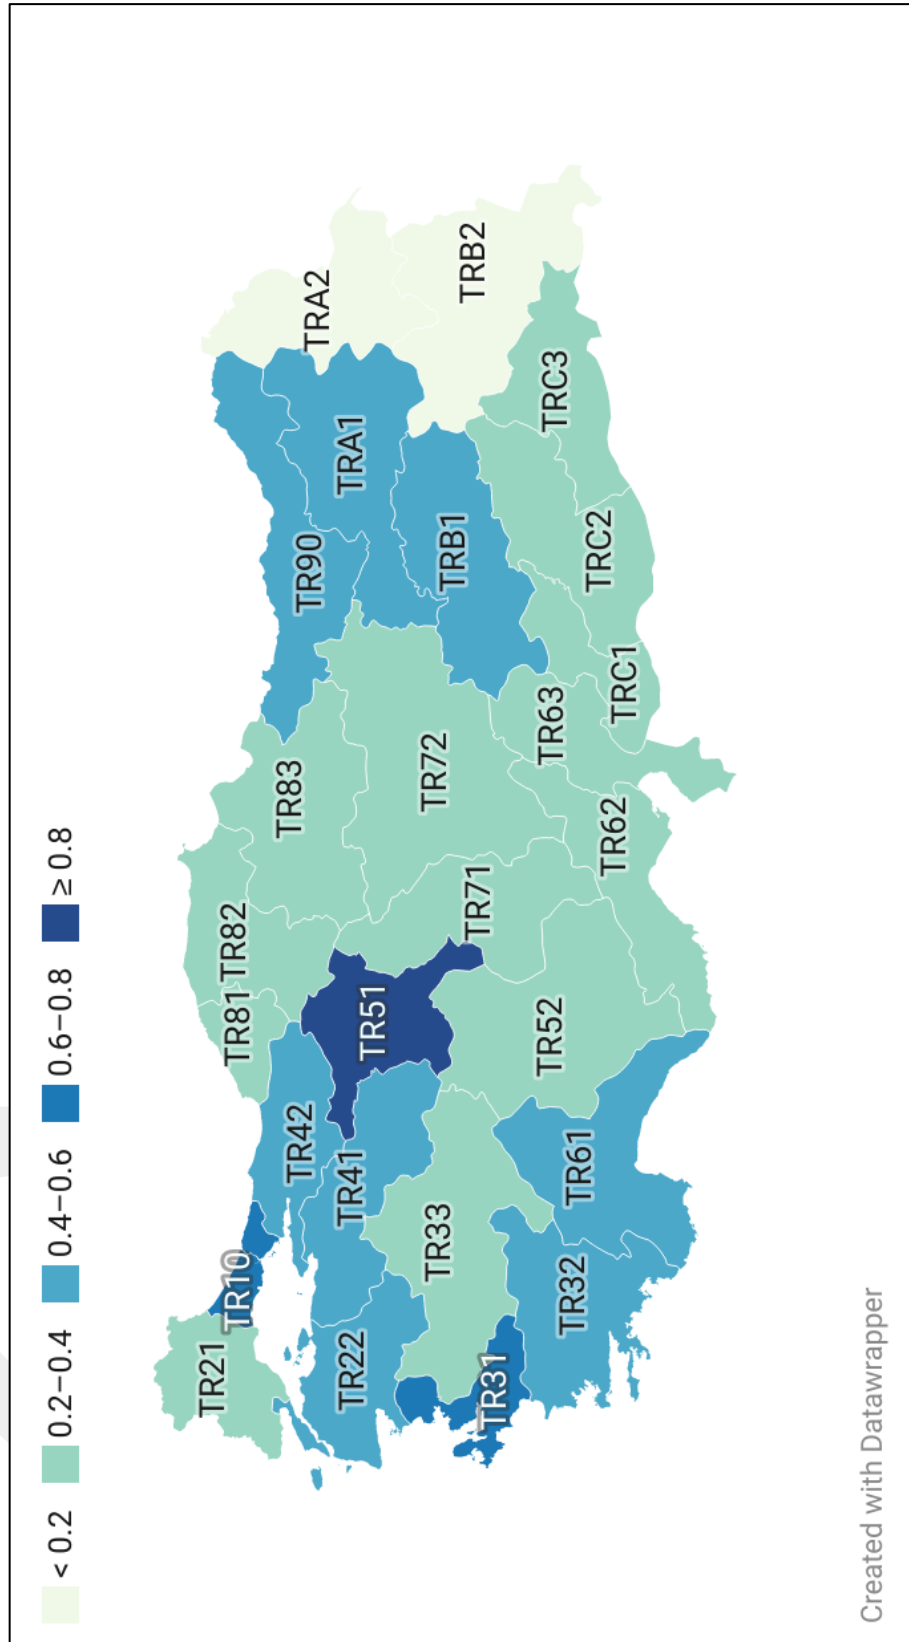 < 0.2 0.2–0.4 0.4–0.6 0.6–0.8 ≥ 0.8
TR21
TR10
TR22
TR41
TR42
TR81
TR82
TR83
TR90
TRA1
TRA2
TR31
TR33
TR51
TR71
TR72
TRB1
TRB2
TR32
TR61
TR52
TR62
TR63
TRC1
TRC2
TRC3
Created with Datawrapper